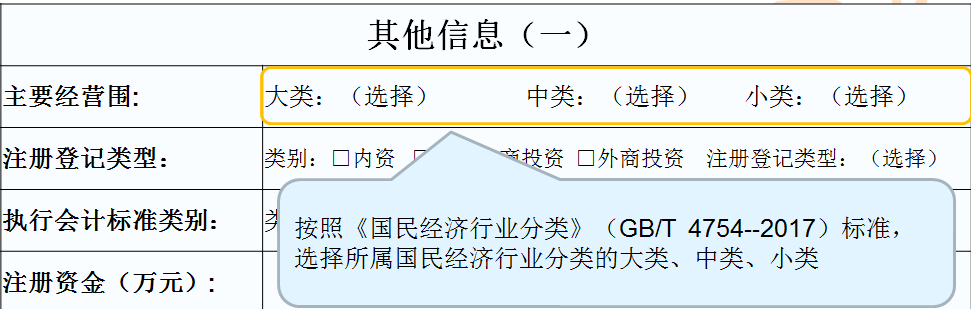 其他信息（一）
主要经营围: 大类：（选择） 中类：（选择） 小类：（选择）
注册登记类型： 类别：□内资 商投资 □外商投资 注册登记类型：（选择）
执行会计标准类别：
注册资金（万元）:
按照《国民经济行业分类》（GB/T 4754--2017）标准，
选择所属国民经济行业分类的大类、中类、小类